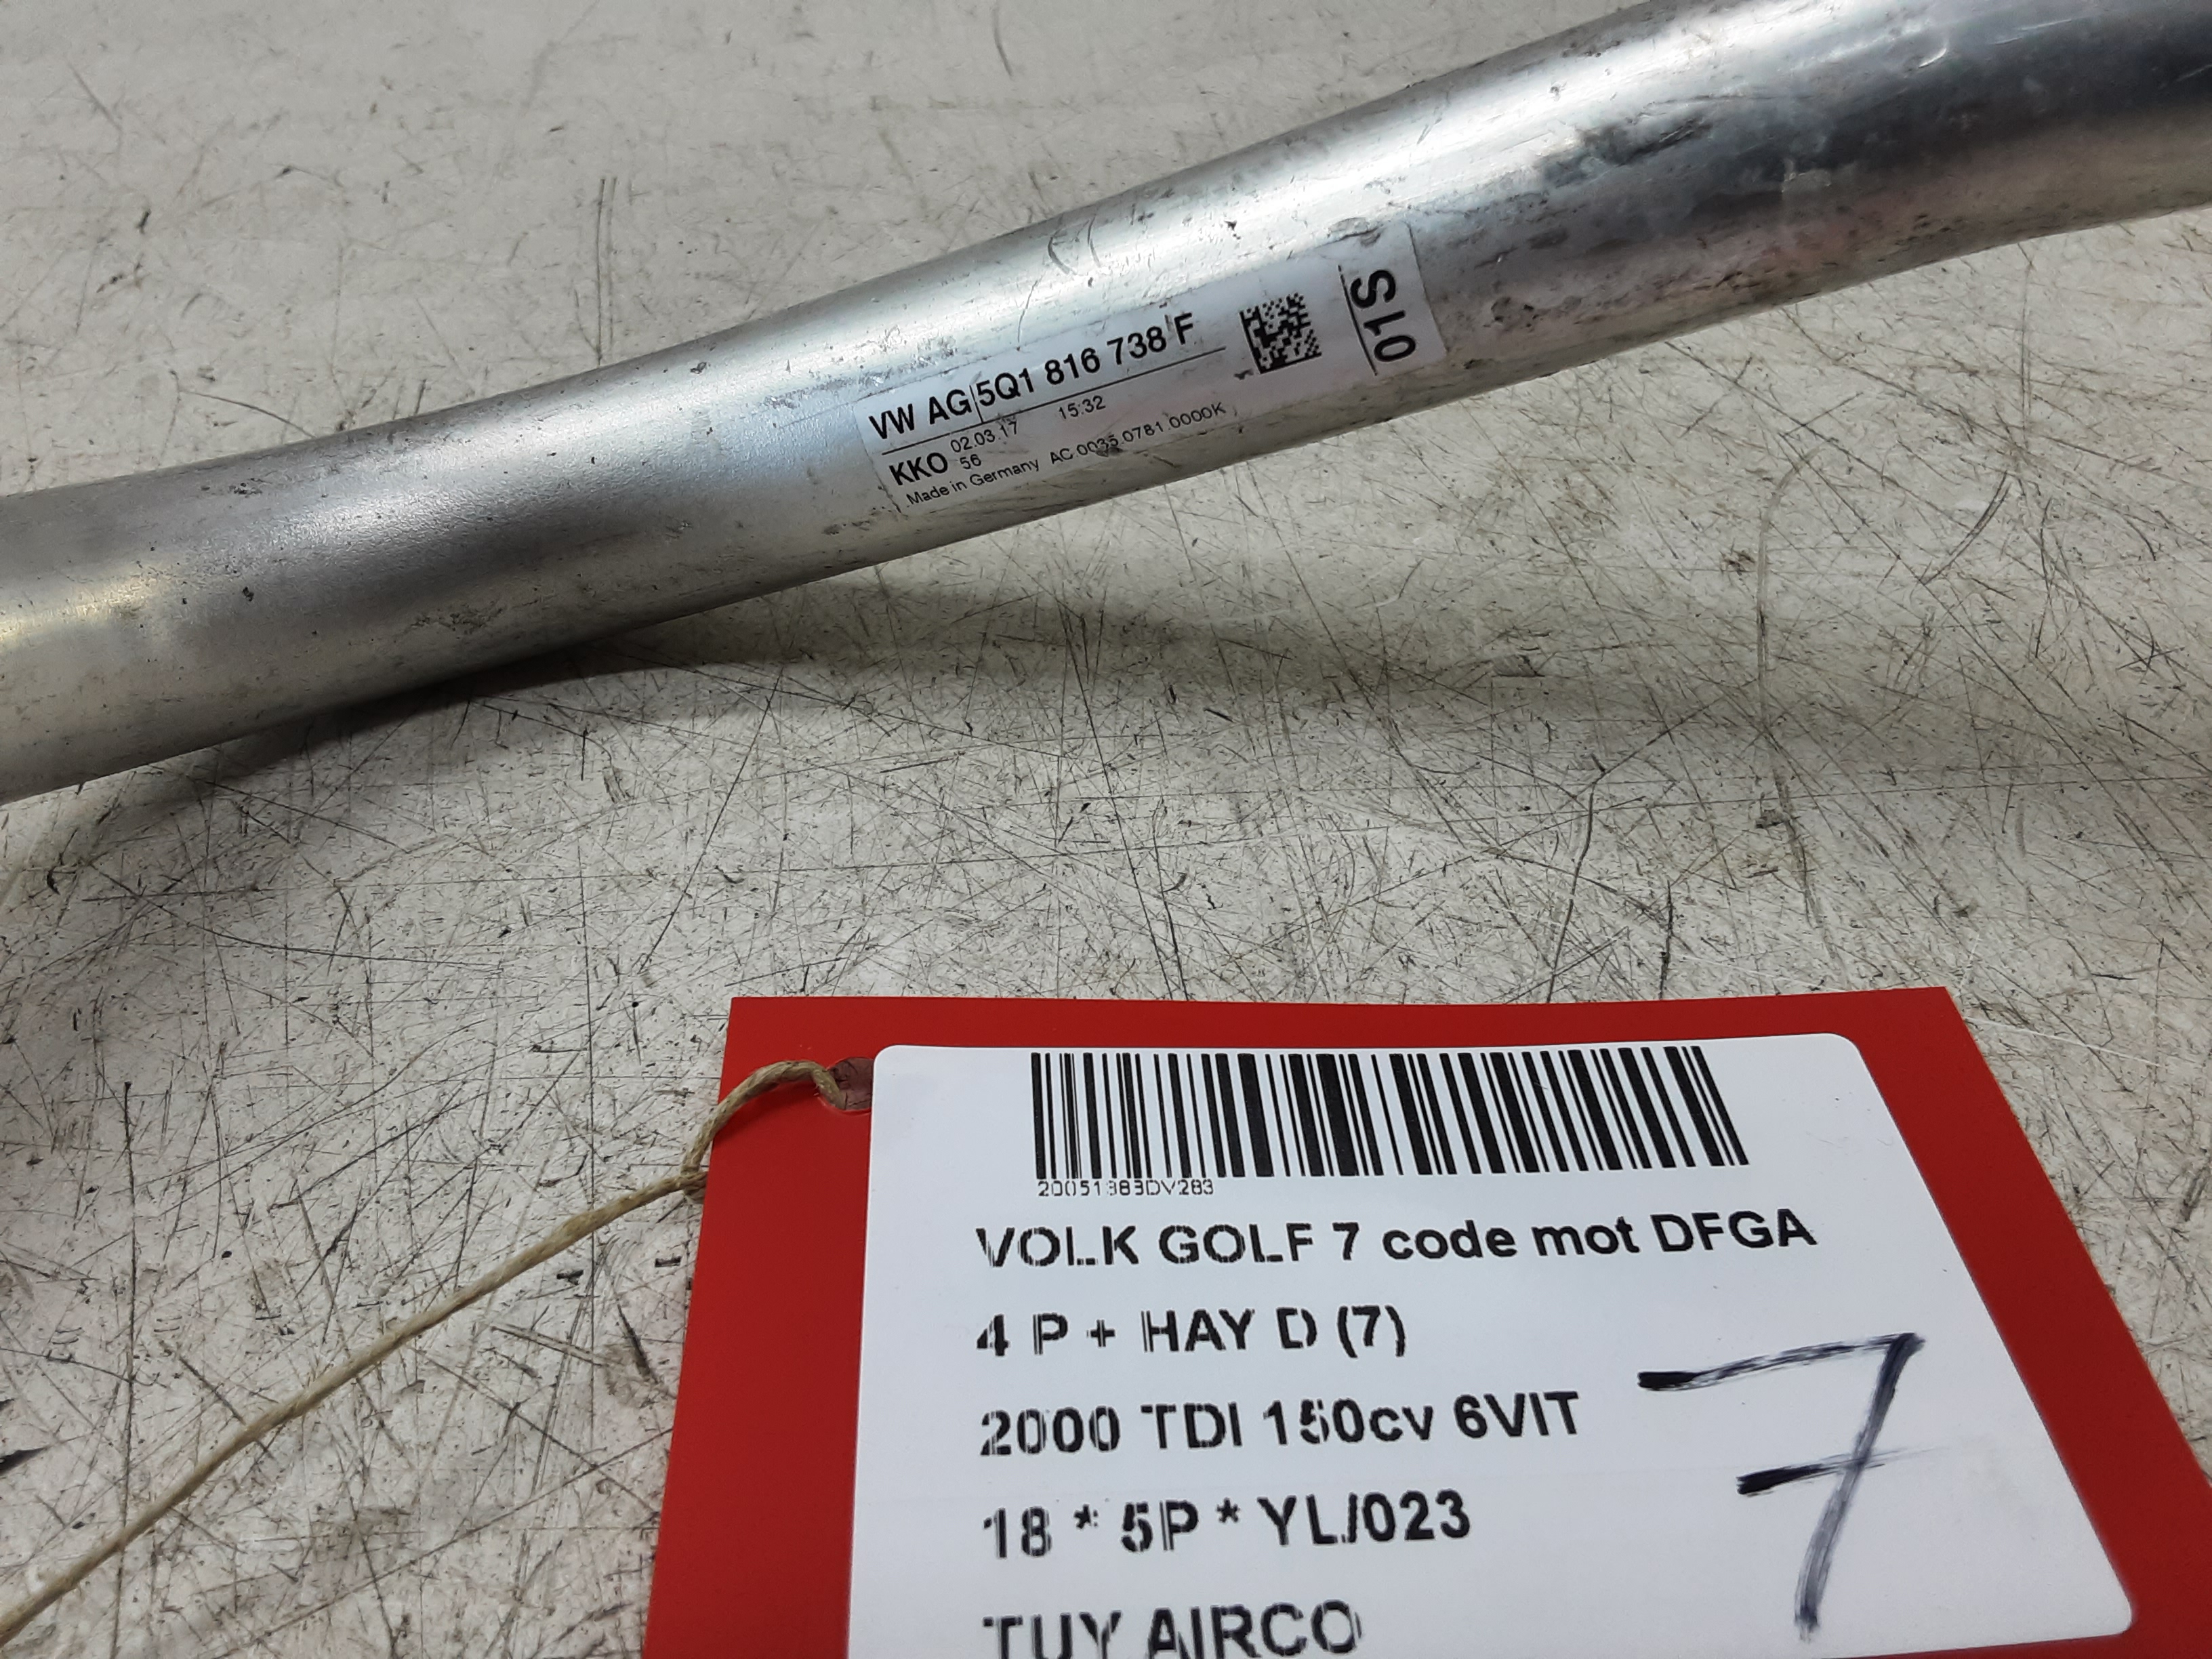 VW AG 5Q1 816 738 F
KKO 02.03.17 15:32
56
Made in Germany AC 0035 0781 0000K
01S
20051383DV283
VOLK GOLF 7 code mot DFGA
4 P + HAY D (7)
2000 TDI 150cv 6VIT
18 * 5P * YL/023
7
TUY AIRCO